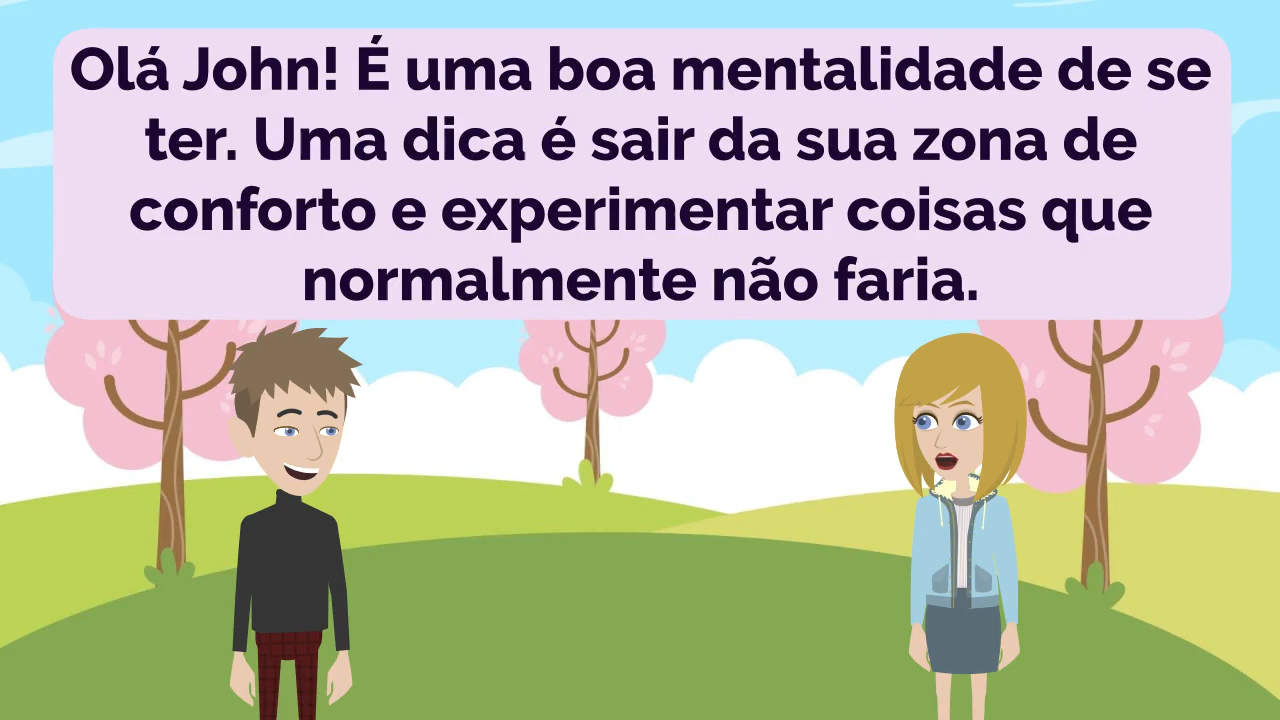 Olá John! É uma boa mentalidade de se
ter. Uma dica é sair da sua zona de
conforto e experimentar coisas que
normalmente não faria.